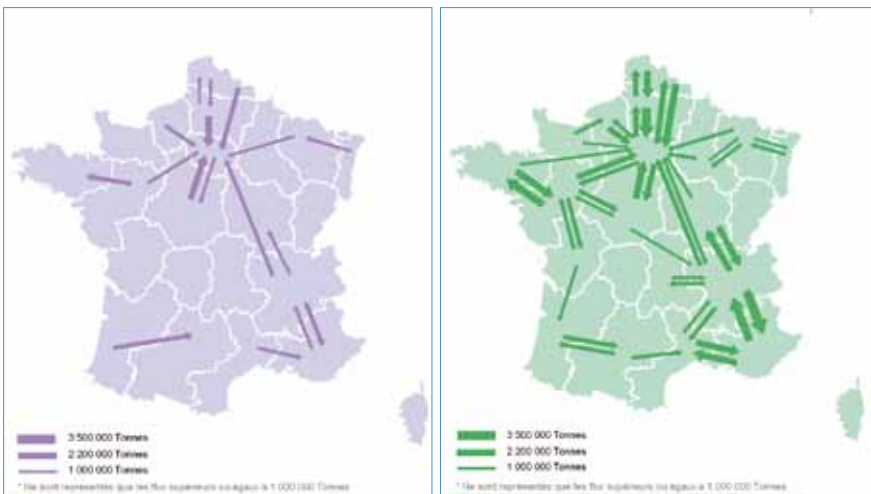 3 500 000 Tonnes
2 200 000 Tonnes
1 000 000 Tonnes
* Ne sont représentés que les flux supérieurs ou égaux à 1 000 000 Tonnes
3 500 000 Tonnes
2 200 000 Tonnes
1 000 000 Tonnes
* Ne sont représentés que les flux supérieurs ou égaux à 1 000 000 Tonnes